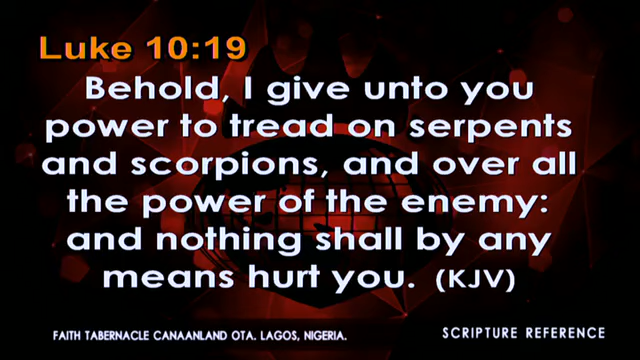 Luke 10:19
Behold, I give unto you
power to tread on serpents
and scorpions, and over all
the power of the enemy:
and nothing shall by any
means hurt you. (KJV)
FAITH TABERNACLE CANAANLAND OTA. LAGOS, NIGERIA.
SCRIPTURE REFERENCE